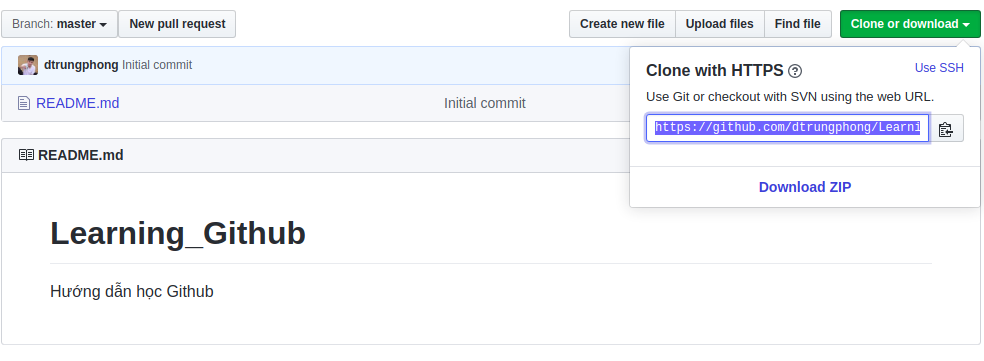 Branch: master New pull request Create new file Upload files Find file Clone or download
dtrungphong Initial commit
README.md Initial commit
Clone with HTTPS Use SSH
Use Git or checkout with SVN using the web URL.
https://github.com/dtrungphong/Learni
Download ZIP
README.md
Learning_Github
Hướng dẫn học Github